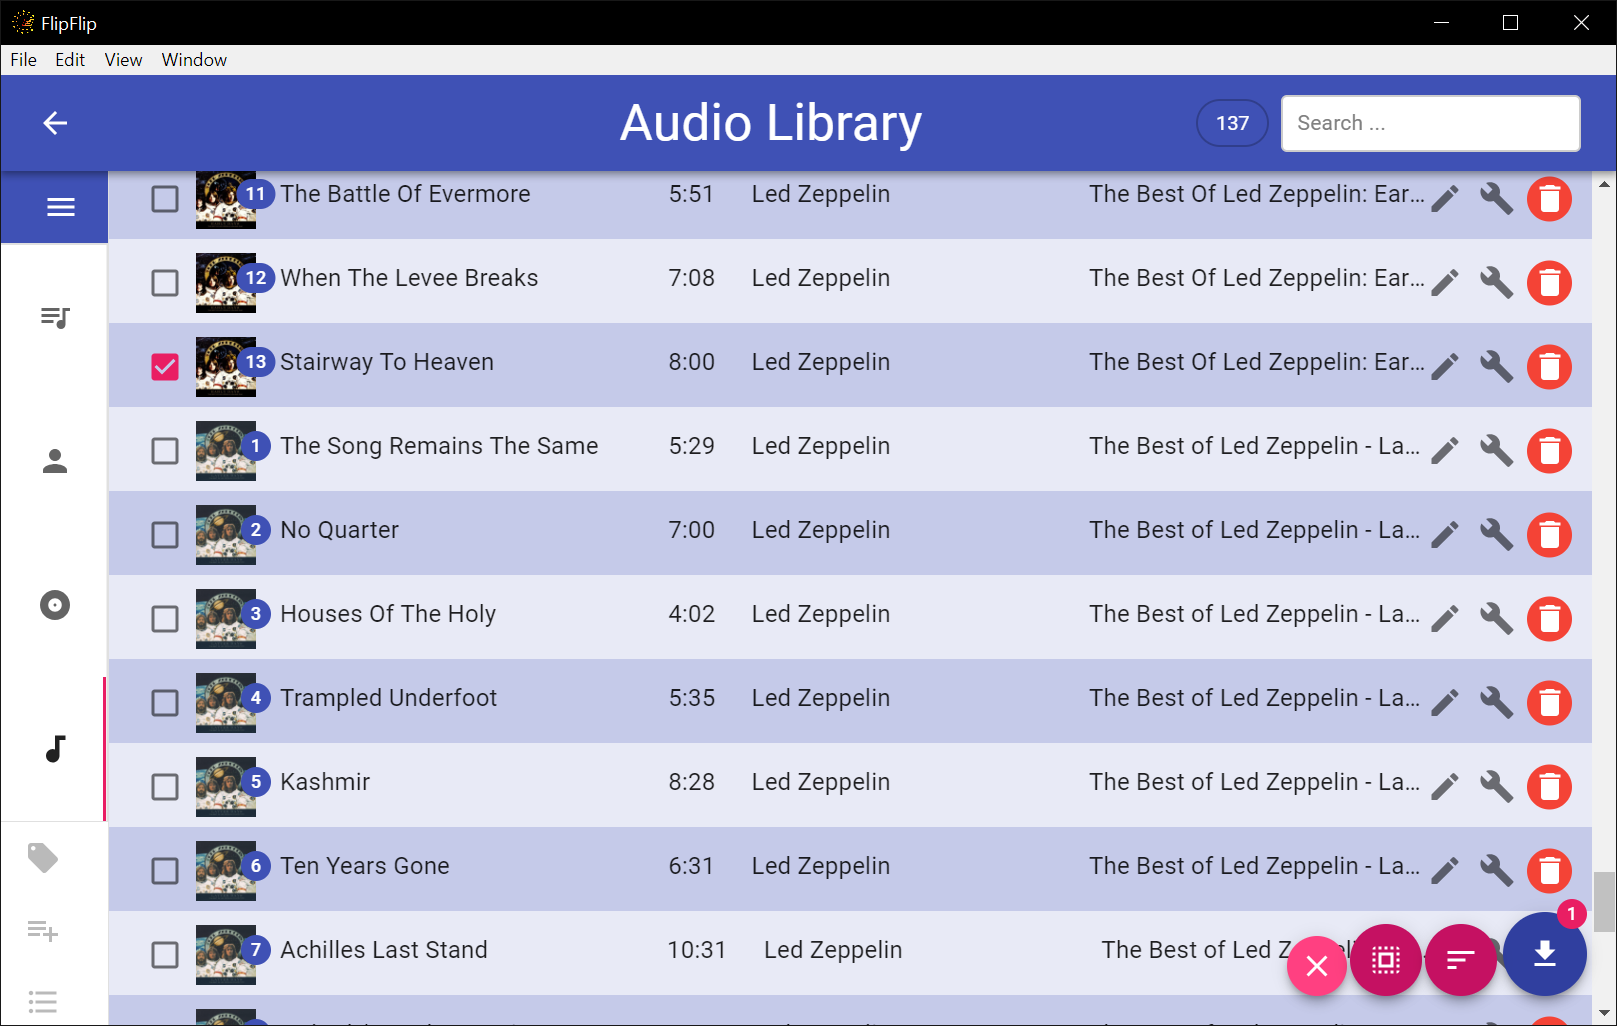 FlipFlip
File Edit View Window
Audio Library 137 Search ...
11 The Battle Of Evermore 5:51 Led Zeppelin The Best Of Led Zeppelin: Ear...
12 When The Levee Breaks 7:08 Led Zeppelin The Best Of Led Zeppelin: Ear...
13 Stairway To Heaven 8:00 Led Zeppelin The Best Of Led Zeppelin: Ear...
1 The Song Remains The Same 5:29 Led Zeppelin The Best of Led Zeppelin - La...
2 No Quarter 7:00 Led Zeppelin The Best of Led Zeppelin - La...
3 Houses Of The Holy 4:02 Led Zeppelin The Best of Led Zeppelin - La...
4 Trampled Underfoot 5:35 Led Zeppelin The Best of Led Zeppelin - La...
5 Kashmir 8:28 Led Zeppelin The Best of Led Zeppelin - La...
6 Ten Years Gone 6:31 Led Zeppelin The Best of Led Zeppelin - La...
1
7 Achilles Last Stand 10:31 Led Zeppelin The Best of Led